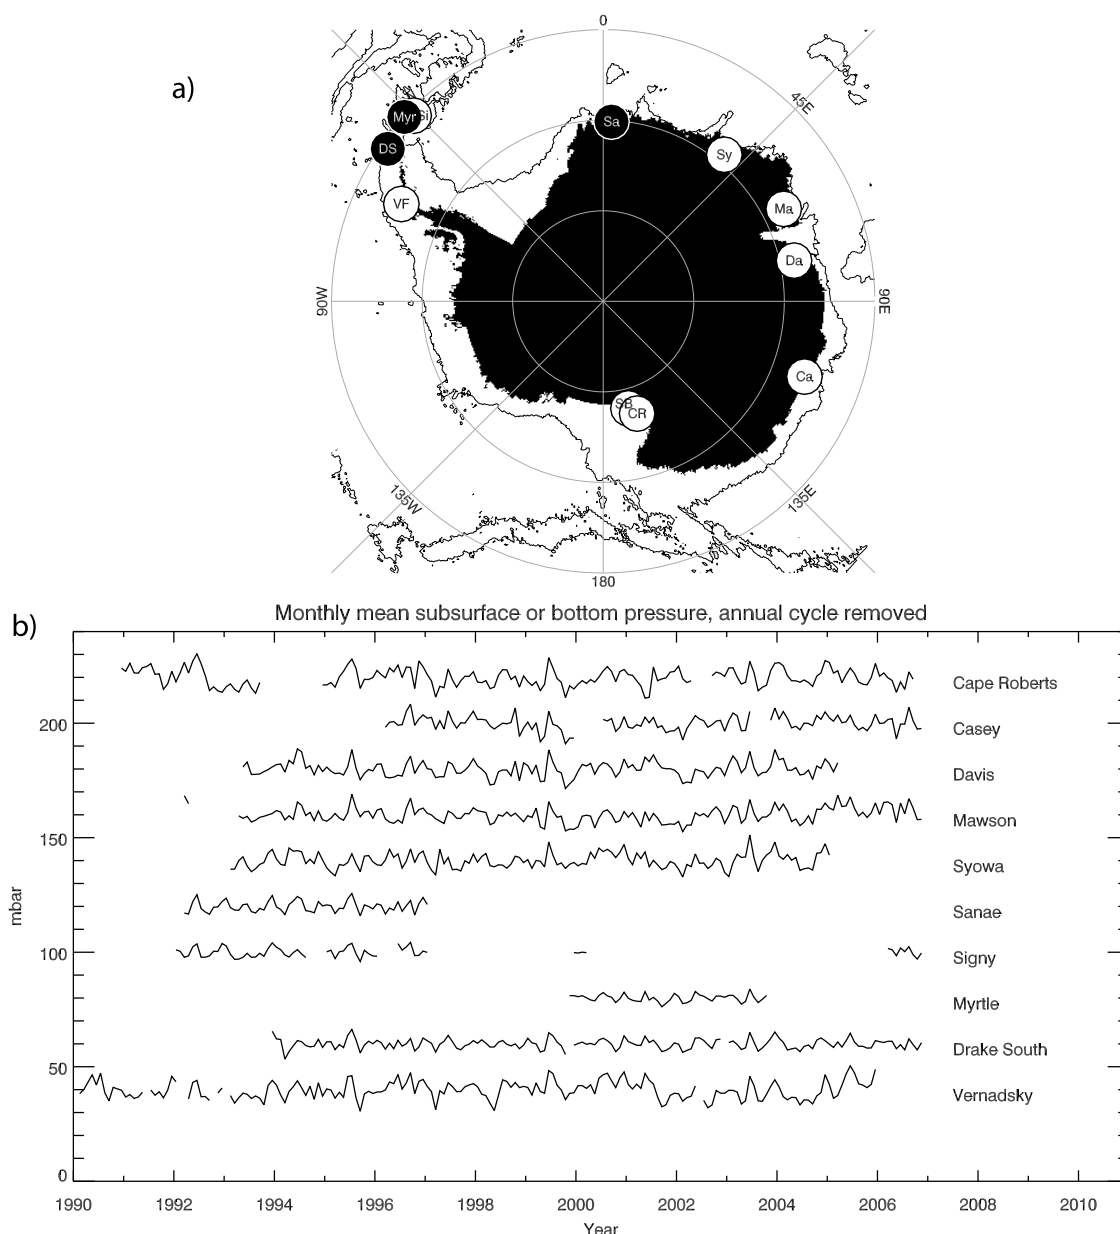 a)
0
45E
Myr
Si
Sa
DS
Sy
VF
Ma
Da
90W
90E
Ca
SB
CR
135W
135E
180
b)
Monthly mean subsurface or bottom pressure, annual cycle removed
Cape Roberts
200
Casey
Davis
Mawson
150
Syowa
mbar
Sanae
100
Signy
Myrtle
Drake South
50
Vernadsky
0
1990 1992 1994 1996 1998 2000 2002 2004 2006 2008 2010
Year